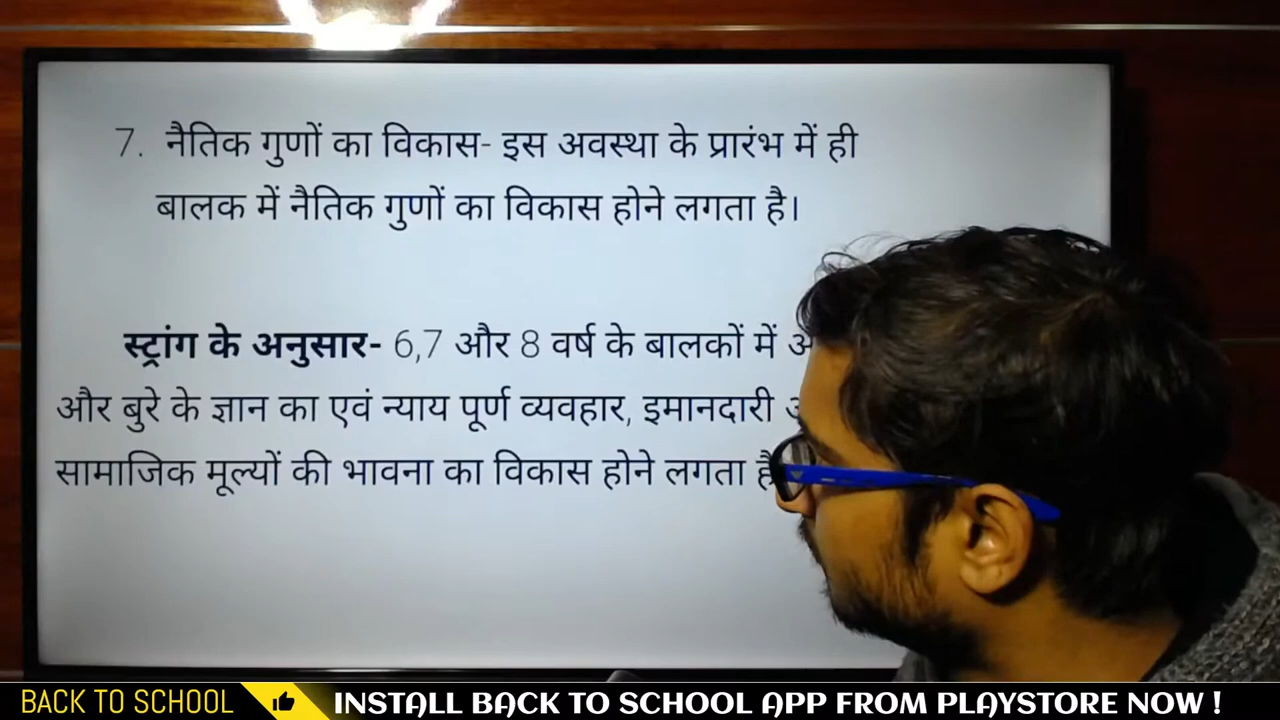 7. नैतिक गुणों का विकास- इस अवस्था के प्रारंभ में ही
बालक में नैतिक गुणों का विकास होने लगता है।
स्ट्रांग के अनुसार- 6,7 और 8 वर्ष के बालकों में
और बुरे के ज्ञान का एवं न्याय पूर्ण व्यवहार, इमानदारी
सामाजिक मूल्यों की भावना का विकास होने लगता है
BACK TO SCHOOL INSTALL BACK TO SCHOOL APP FROM PLAYSTORE NOW !